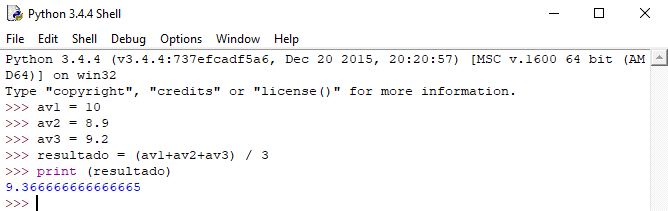 Python 3.4.4 Shell
File Edit Shell Debug Options Window Help
Python 3.4.4 (v3.4.4:737efcadf5a6, Dec 20 2015, 20:20:57) [MSC v.1600 64 bit (AM
D64)] on win32
Type "copyright", "credits" or "license()" for more information.
>>> av1 = 10
>>> av2 = 8.9
>>> av3 = 9.2
>>> resultado = (av1+av2+av3) / 3
>>> print (resultado)
9.366666666666665
>>>